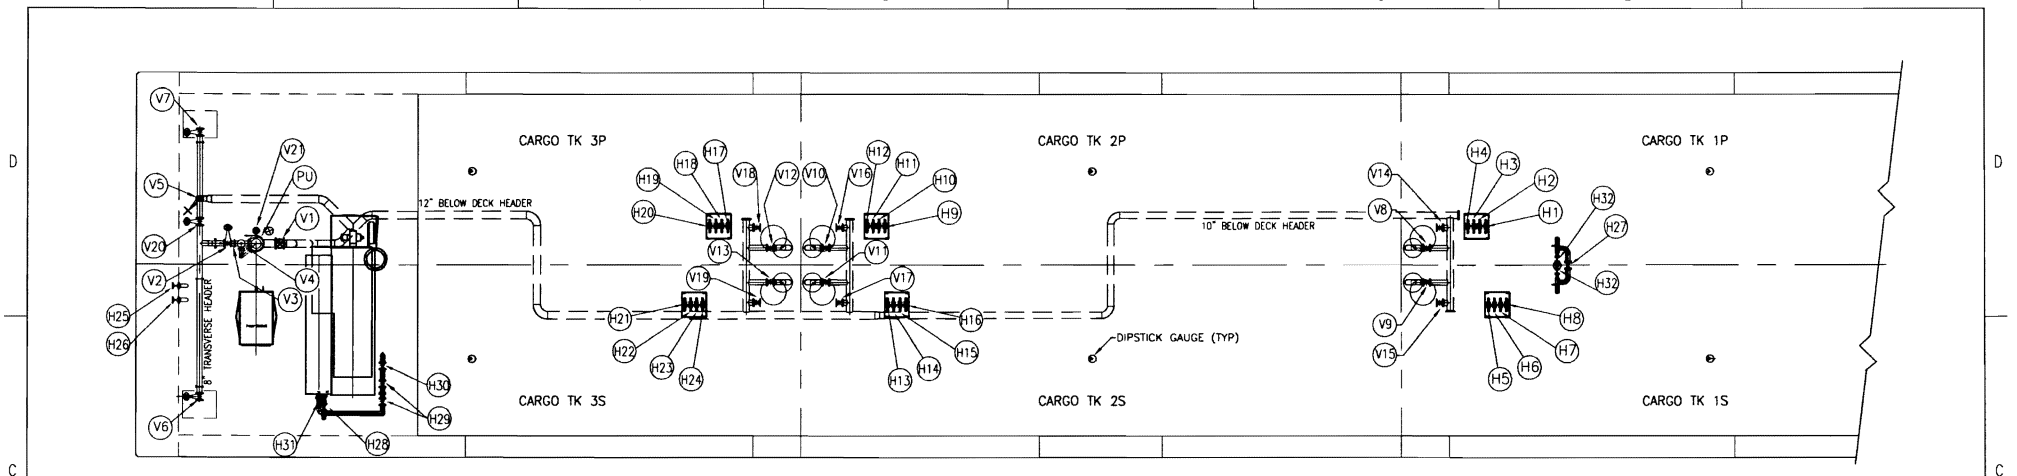 V7
V21
CARGO TK 3P
H17
H18
H19
H20
V18
V12
V10
V16
H12
H11
H10
H9
CARGO TK 2P
V14
V8
H4
H3
H2
H1
H32
H27
H32
CARGO TK 1P
D
D
V5
PU
V1
12" BELOW DECK HEADER
10" BELOW DECK HEADER
V20
V2
V4
V3
H25
H26
8" TRANSVERSE HEADER
V13
V19
V11
V17
H21
H22
H23
H24
H16
H15
H14
H13
DIPSTICK GAUGE (TYP)
V9
V15
H8
H7
H6
H5
H30
H29
H28
H31
V6
CARGO TK 3S
CARGO TK 2S
CARGO TK 1S
C
C